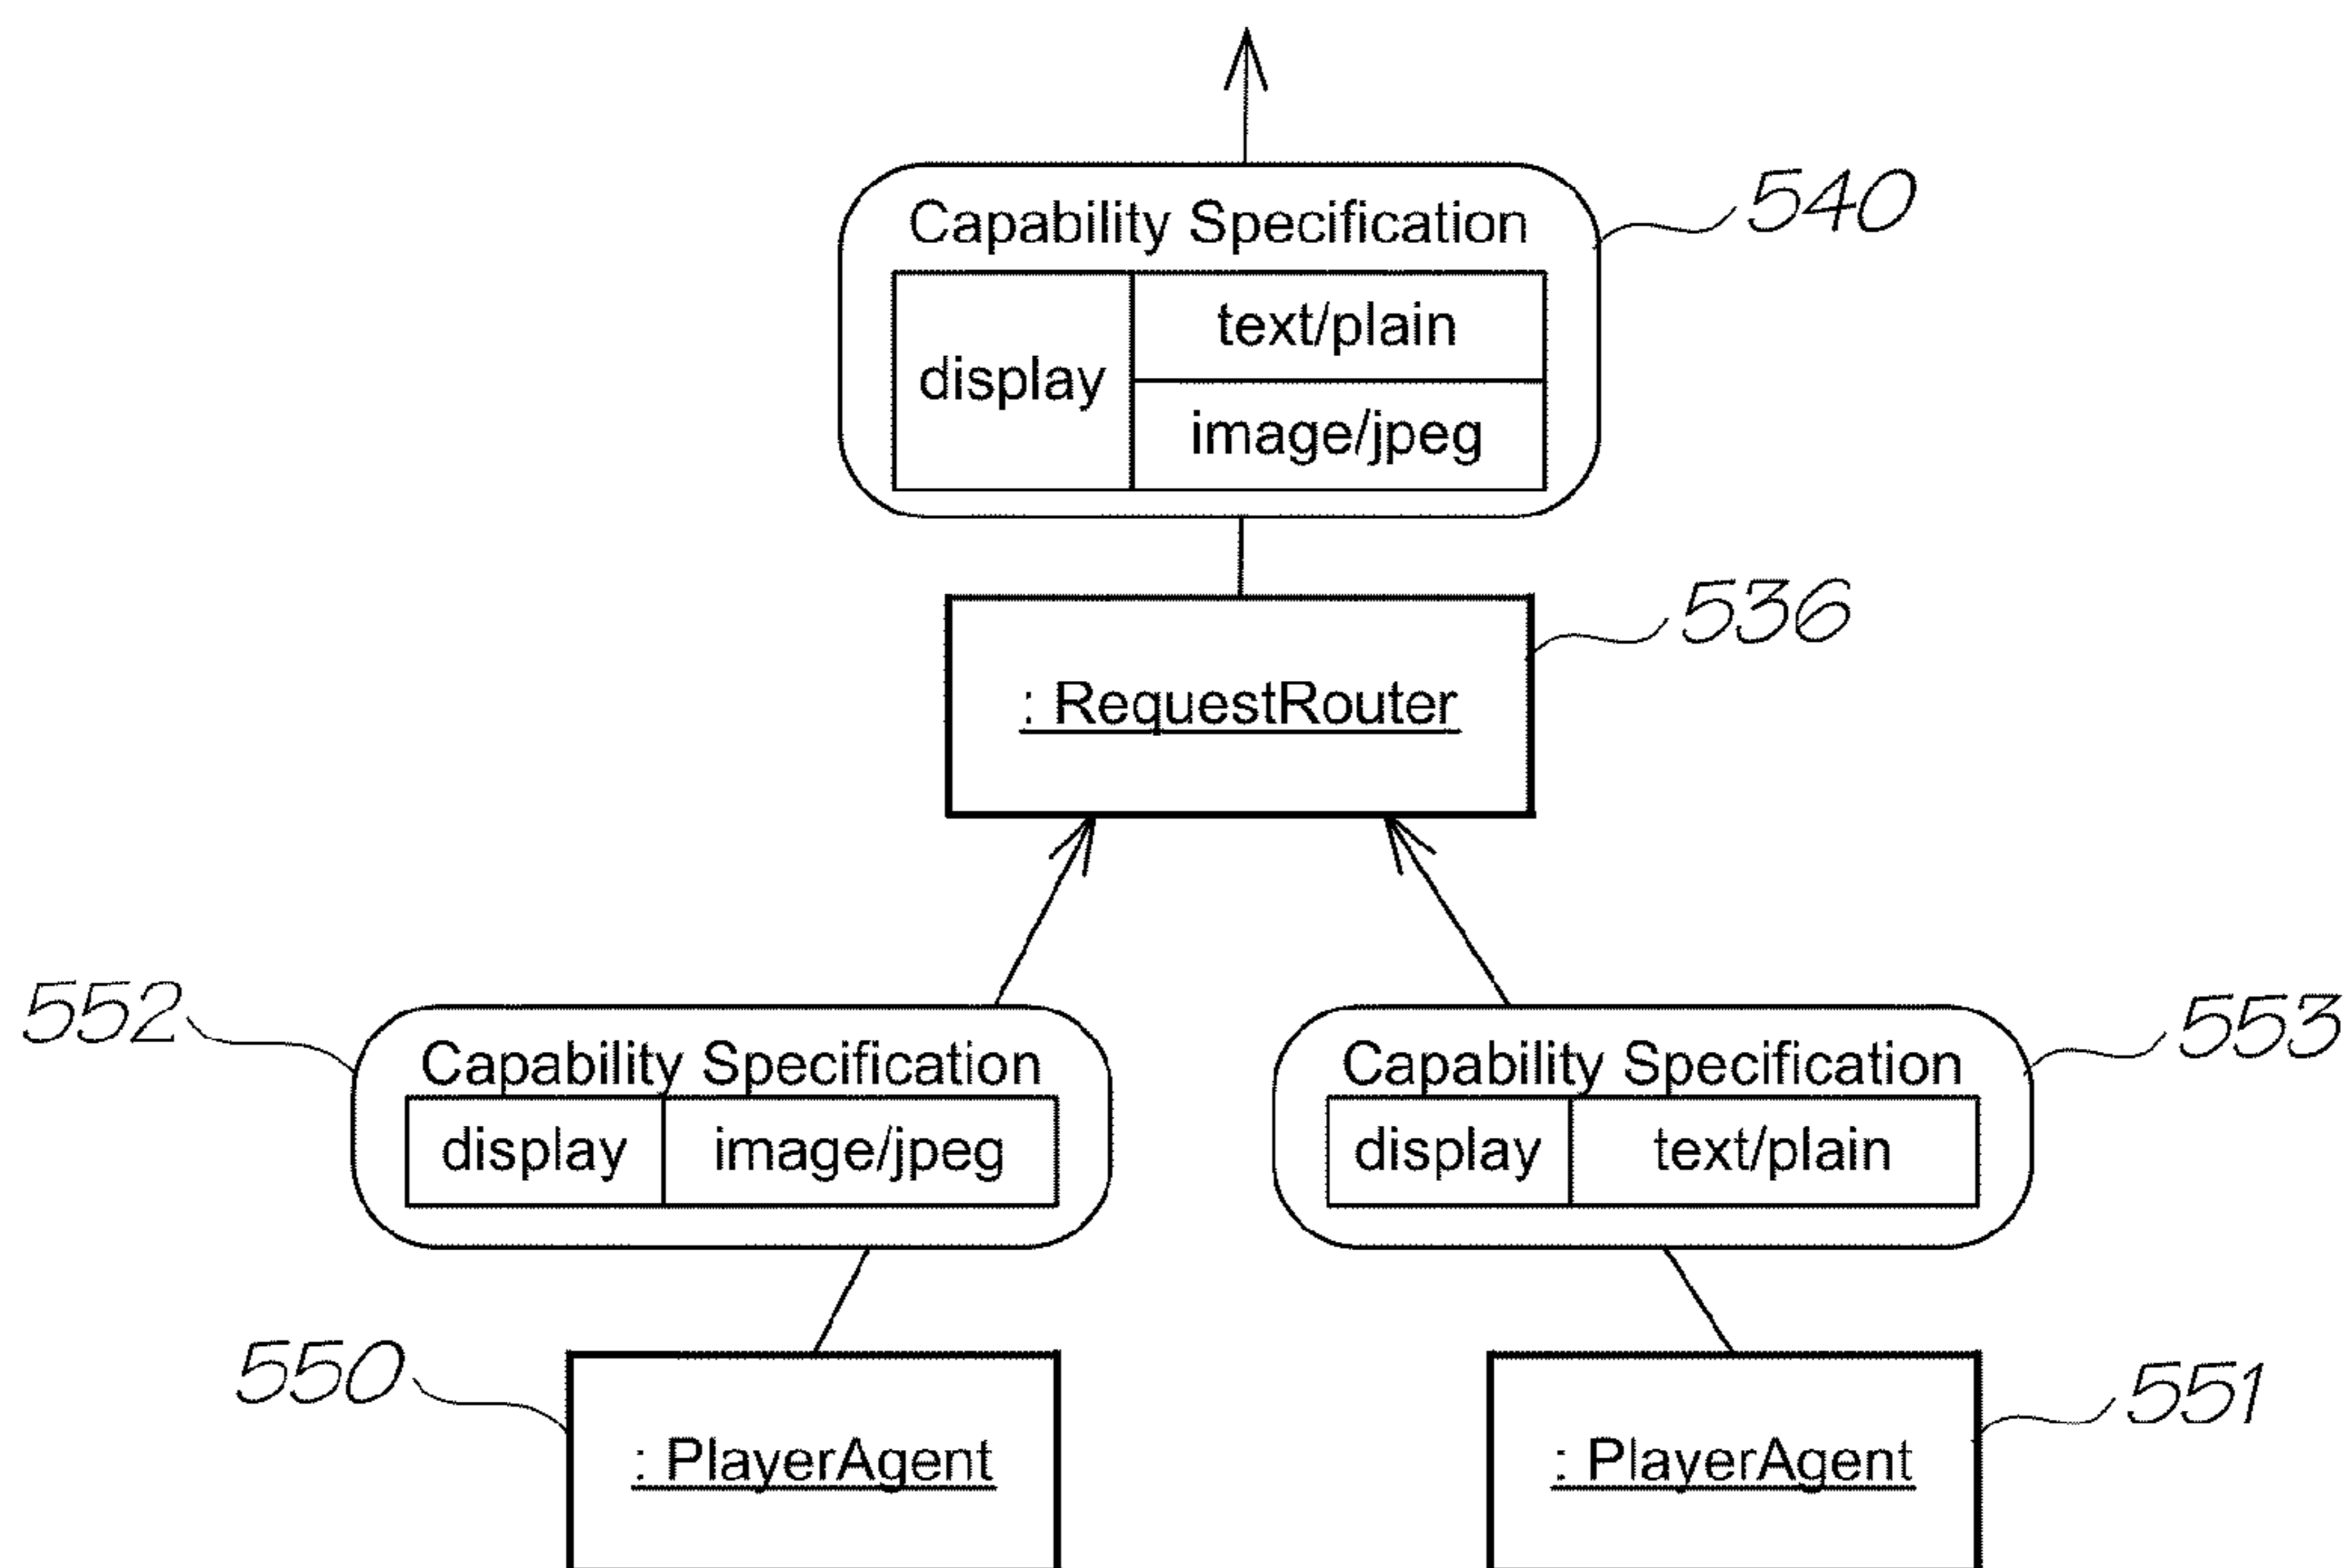 Capability Specification
540
display
text/plain
image/jpeg
536
: RequestRouter
552
Capability Specification
display image/jpeg
Capability Specification
display text/plain
553
550
: PlayerAgent
: PlayerAgent
551